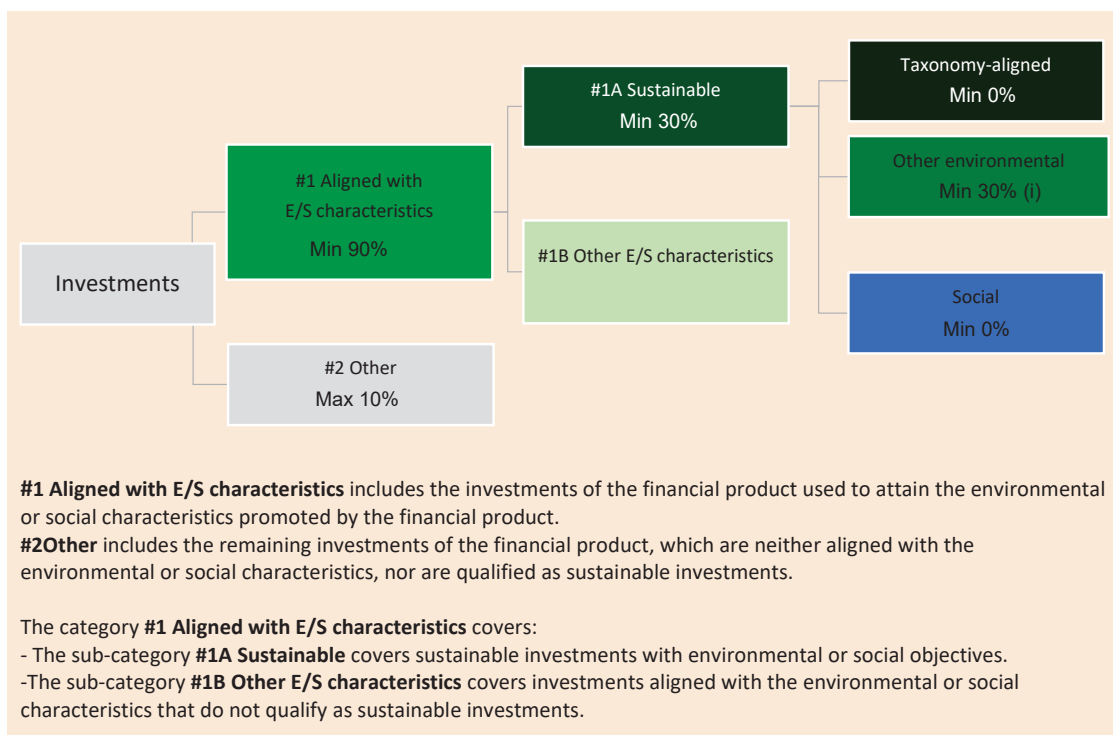 Investments
#1 Aligned with
E/S characteristics
Min 90%
#2 Other
Max 10%
#1A Sustainable
Min 30%
#1B Other E/S characteristics
Taxonomy-aligned
Min 0%
Other environmental
Min 30% (i)
Social
Min 0%
#1 Aligned with E/S characteristics includes the investments of the financial product used to attain the environmental
or social characteristics promoted by the financial product.
#2Other includes the remaining investments of the financial product, which are neither aligned with the
environmental or social characteristics, nor are qualified as sustainable investments.
The category #1 Aligned with E/S characteristics covers:
- The sub-category #1A Sustainable covers sustainable investments with environmental or social objectives.
-The sub-category #1B Other E/S characteristics covers investments aligned with the environmental or social
characteristics that do not qualify as sustainable investments.